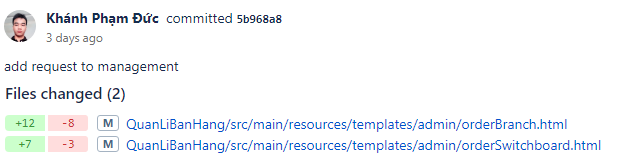 Khánh Phạm Đức committed 5b968a8
3 days ago
add request to management
Files changed (2)
+12 -8 M QuanLiBanHang/src/main/resources/templates/admin/orderBranch.html
+7 -3 M QuanLiBanHang/src/main/resources/templates/admin/orderSwitchboard.html